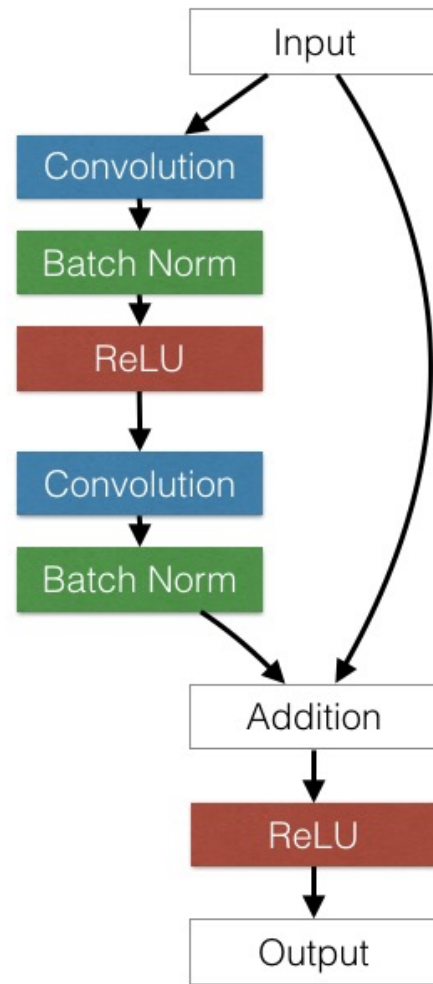 Input
Convolution
Batch Norm
ReLU
Convolution
Batch Norm
Addition
ReLU
Output